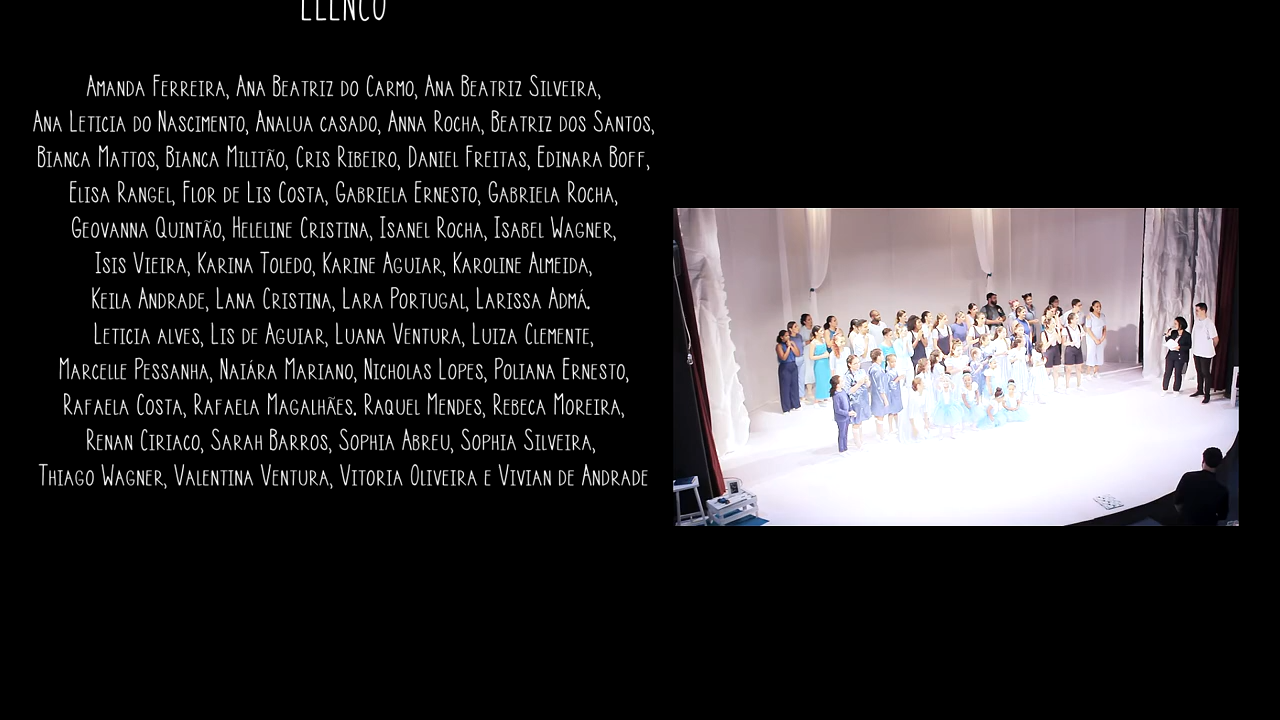 ELENCO
Amanda Ferreira, Ana Beatriz do Carmo, Ana Beatriz Silveira,
Ana Leticia do Nascimento, Analua casado, Anna Rocha, Beatriz dos Santos,
Bianca Mattos, Bianca Militão, Cris Ribeiro, Daniel Freitas, Edinara Boff,
Elisa Rangel, Flor de Lis Costa, Gabriela Ernesto, Gabriela Rocha,
Geovanna Quintão, Heleline Cristina, Isanel Rocha, Isabel Wagner,
Isis Vieira, Karina Toledo, Karine Aguiar, Karoline Almeida,
Keila Andrade, Lana Cristina, Lara Portugal, Larissa Admá.
Leticia alves, Lis de Aguiar, Luana Ventura, Luiza Clemente,
Marcelle Pessanha, Naiára Mariano, Nicholas Lopes, Poliana Ernesto,
Rafaela Costa, Rafaela Magalhães. Raquel Mendes, Rebeca Moreira,
Renan Ciriaco, Sarah Barros, Sophia Abreu, Sophia Silveira,
Thiago Wagner, Valentina Ventura, Vitoria Oliveira e Vivian de Andrade